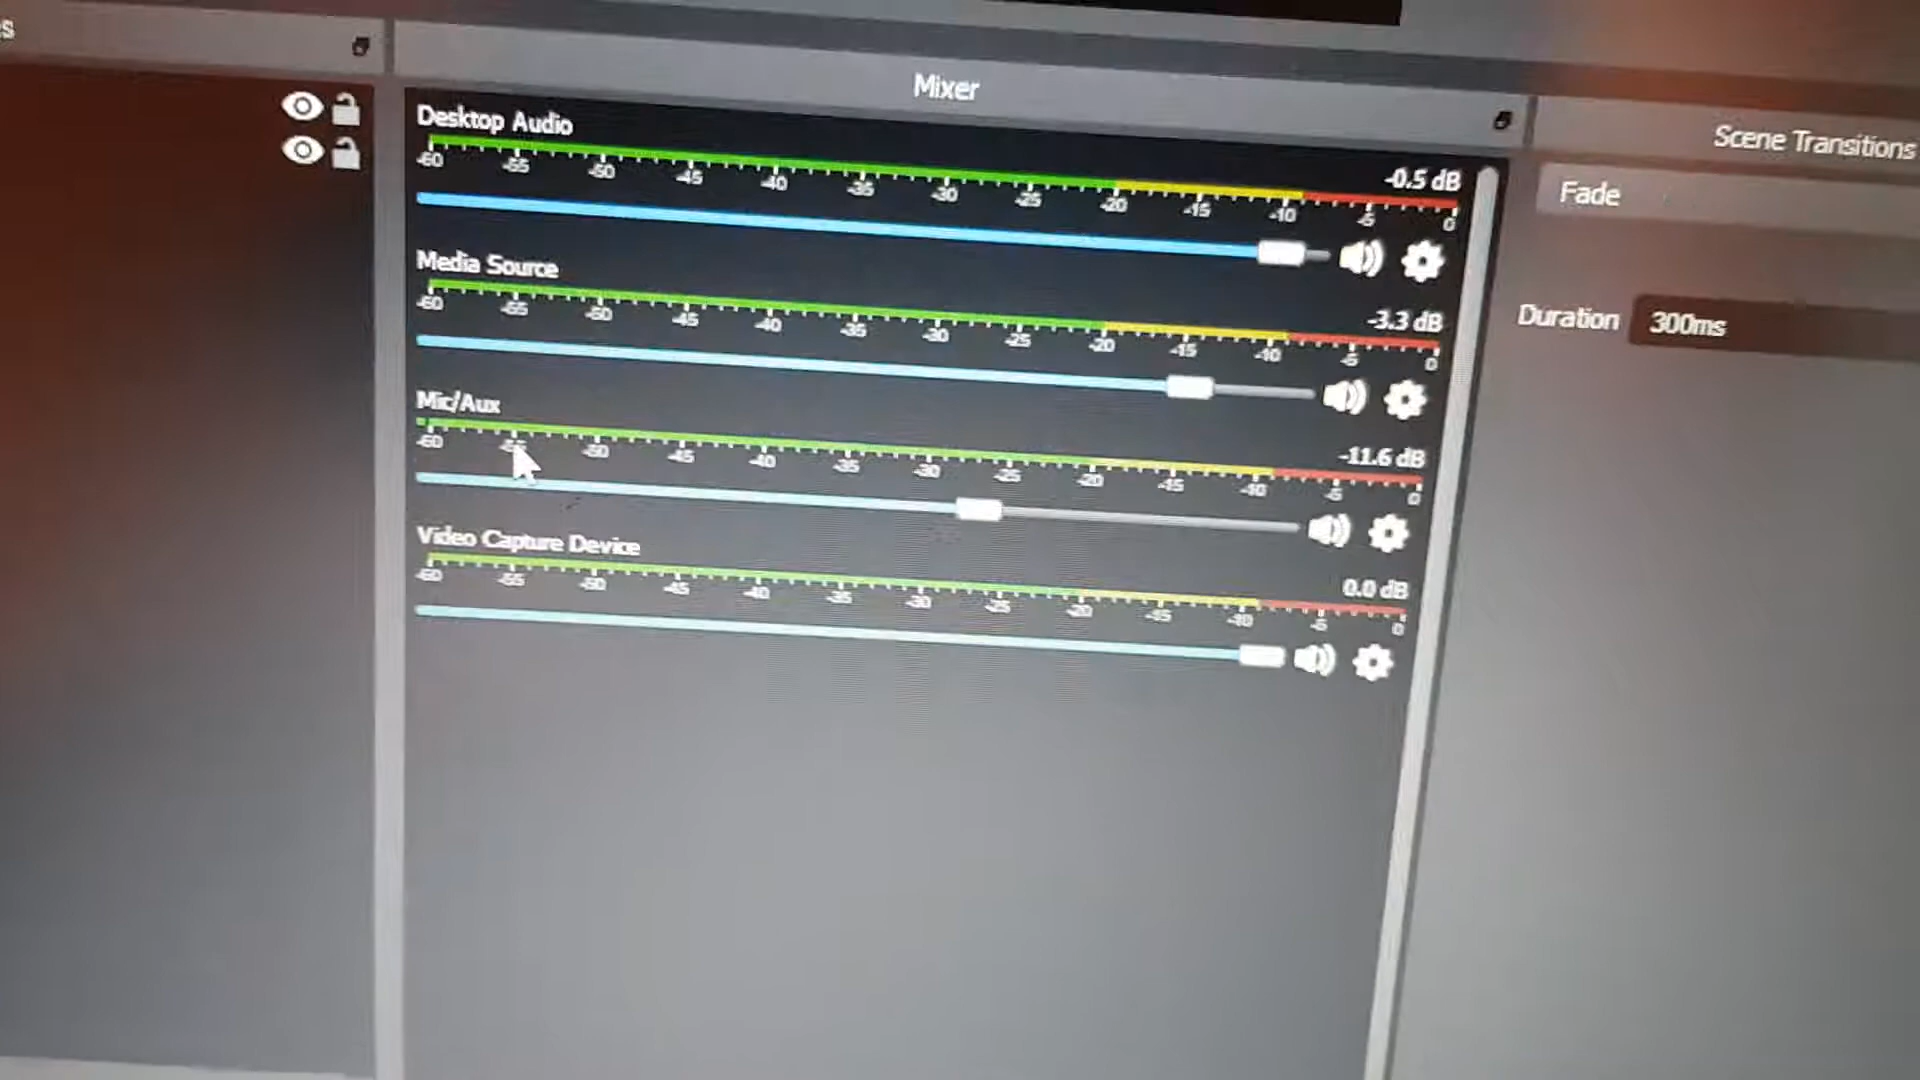 s
Mixer
Scene Transitions
Desktop Audio
-0.5 dB
-60 -55 -50 -45 -40 -35 -30 -25 -20 -15 -10 -5 0
Fade
Media Source
-3.3 dB
-60 -55 -50 -45 -40 -35 -30 -25 -20 -15 -10 -5 0
Duration 300ms
Mic/Aux
-11.6 dB
-60 -55 -50 -45 -40 -35 -30 -25 -20 -15 -10 -5 0
Video Capture Device
0.0 dB
-60 -55 -50 -45 -40 -35 -30 -25 -20 -15 -10 -5 0